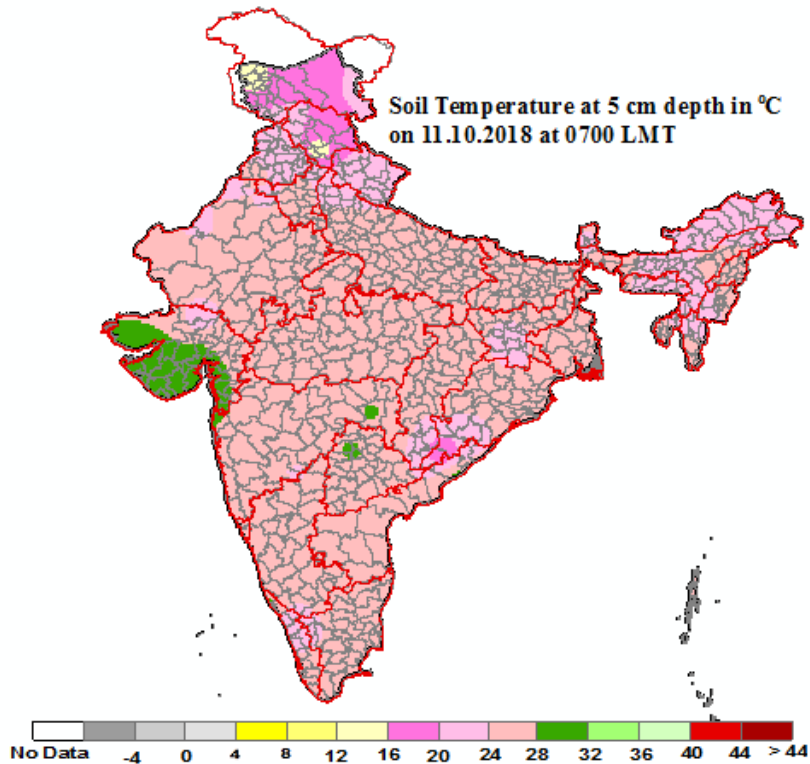 Soil Temperature at 5 cm depth in ⁰C
on 11.10.2018 at 0700 LMT
No Data -4 0 4 8 12 16 20 24 28 32 36 40 44 > 44